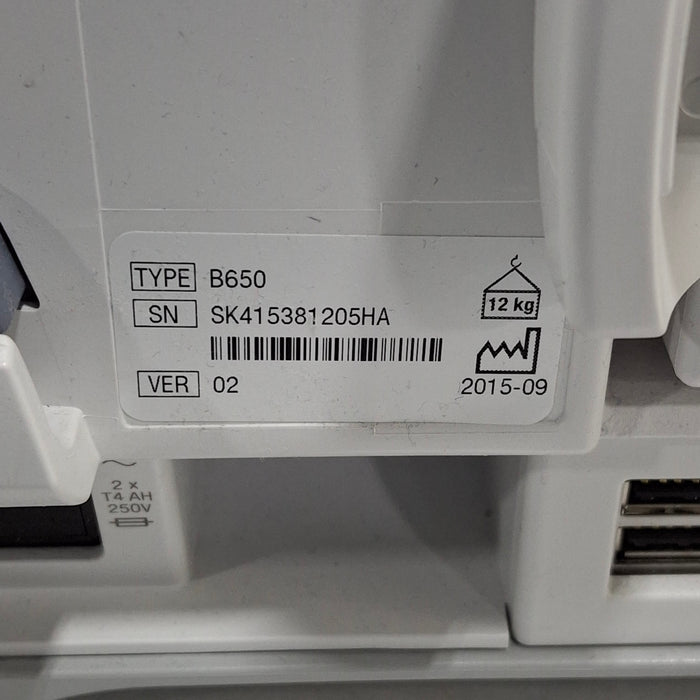 TYPE B650
SN SK415381205HA
VER 02
12 kg
2015-09
~
2 x
T4 AH
250V